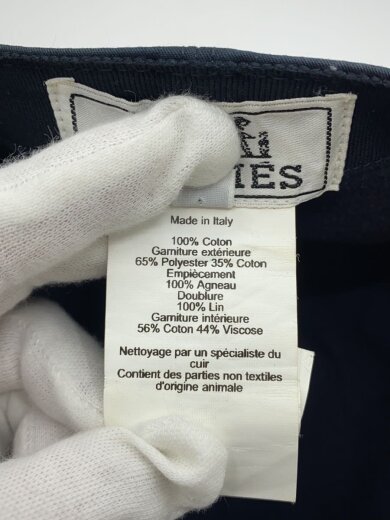 Made in Italy
100% Coton
Garniture extérieure
65% Polyester 35% Coton
Empiècement
100% Agneau
Doublure
100% Lin
Garniture intérieure
56% Coton 44% Viscose
Nettoyage par un spécialiste du
cuir
Contient des parties non textiles
d'origine animale